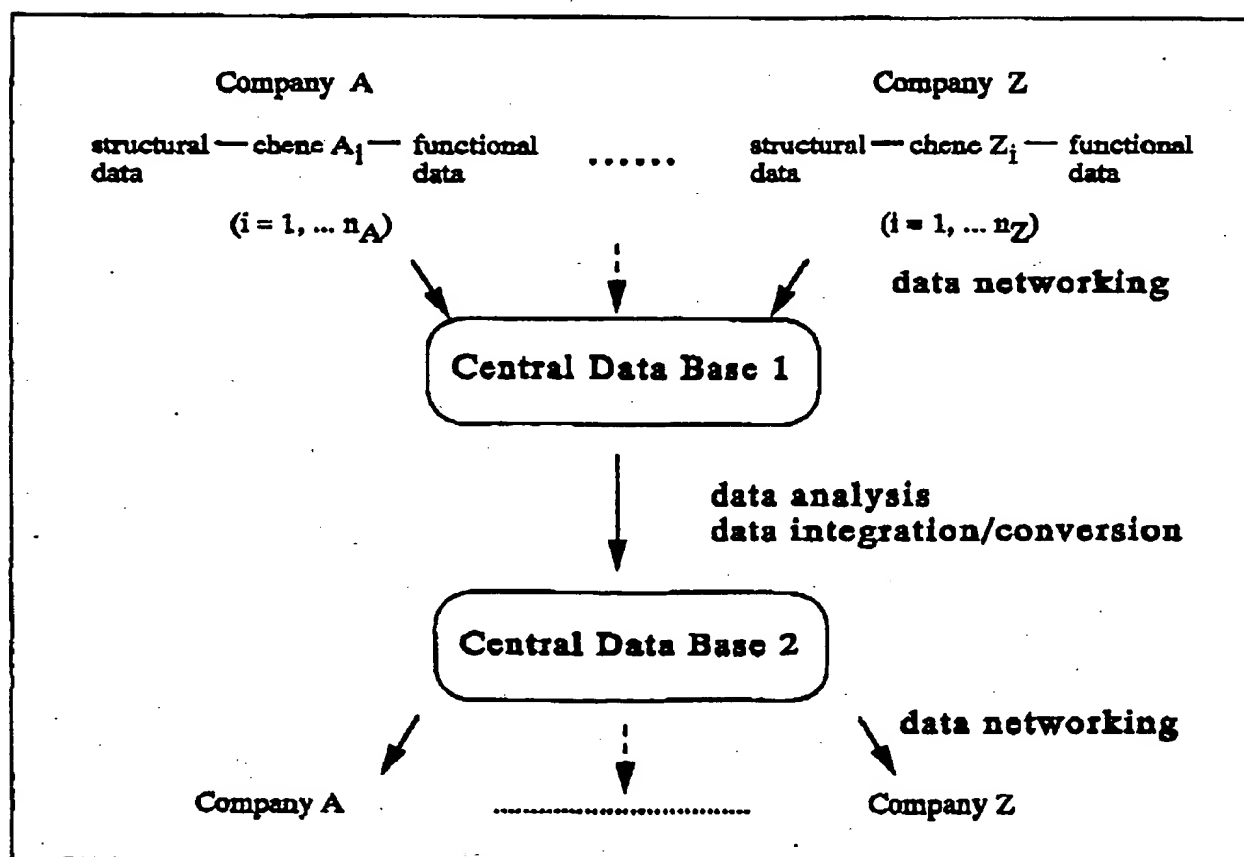 Company A
Company Z
structural — chene Ai — functional
data data
...... 
structural — chene Zi — functional
data data
(i = 1, ... nA)
(i = 1, ... nZ)
data networking
Central Data Base 1
data analysis
data integration/conversion
Central Data Base 2
data networking
Company A
Company Z